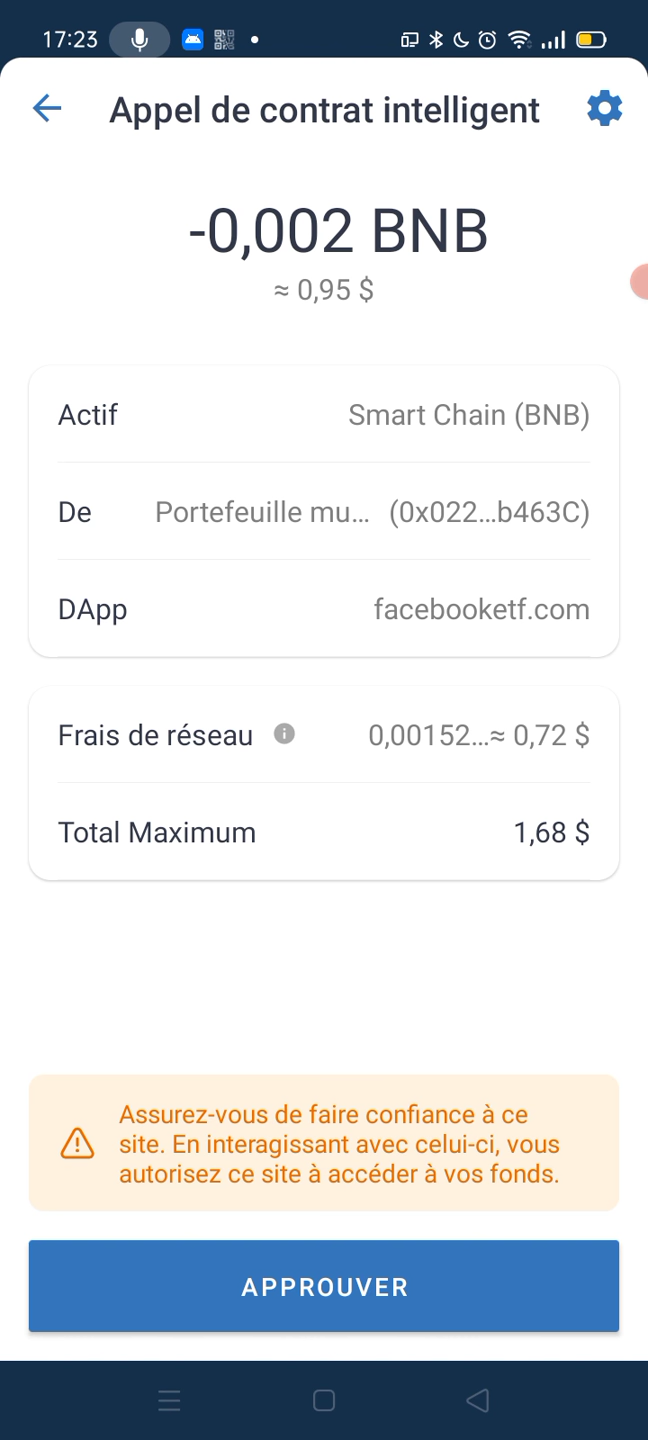 17:23
Appel de contrat intelligent
-0,002 BNB
≈ 0,95 $
Actif Smart Chain (BNB)
De Portefeuille mu... (0x022...b463C)
DApp facebooketf.com
Frais de réseau 0,00152...≈ 0,72 $
Total Maximum 1,68 $
Assurez-vous de faire confiance à ce
site. En interagissant avec celui-ci, vous
autorisez ce site à accéder à vos fonds.
APPROUVER